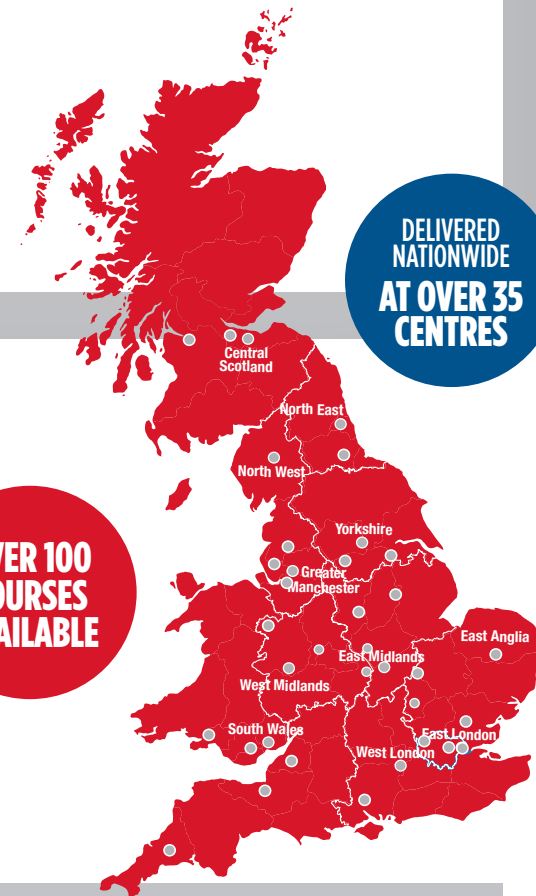 DELIVERED
NATIONWIDE
AT OVER 35
CENTRES
Central
Scotland
North East
North West
VER 100
OURSES
AILABLE
Yorkshire
Greater
Manchester
East Anglia
East Midlands
West Midlands
South Wales
East London
West London